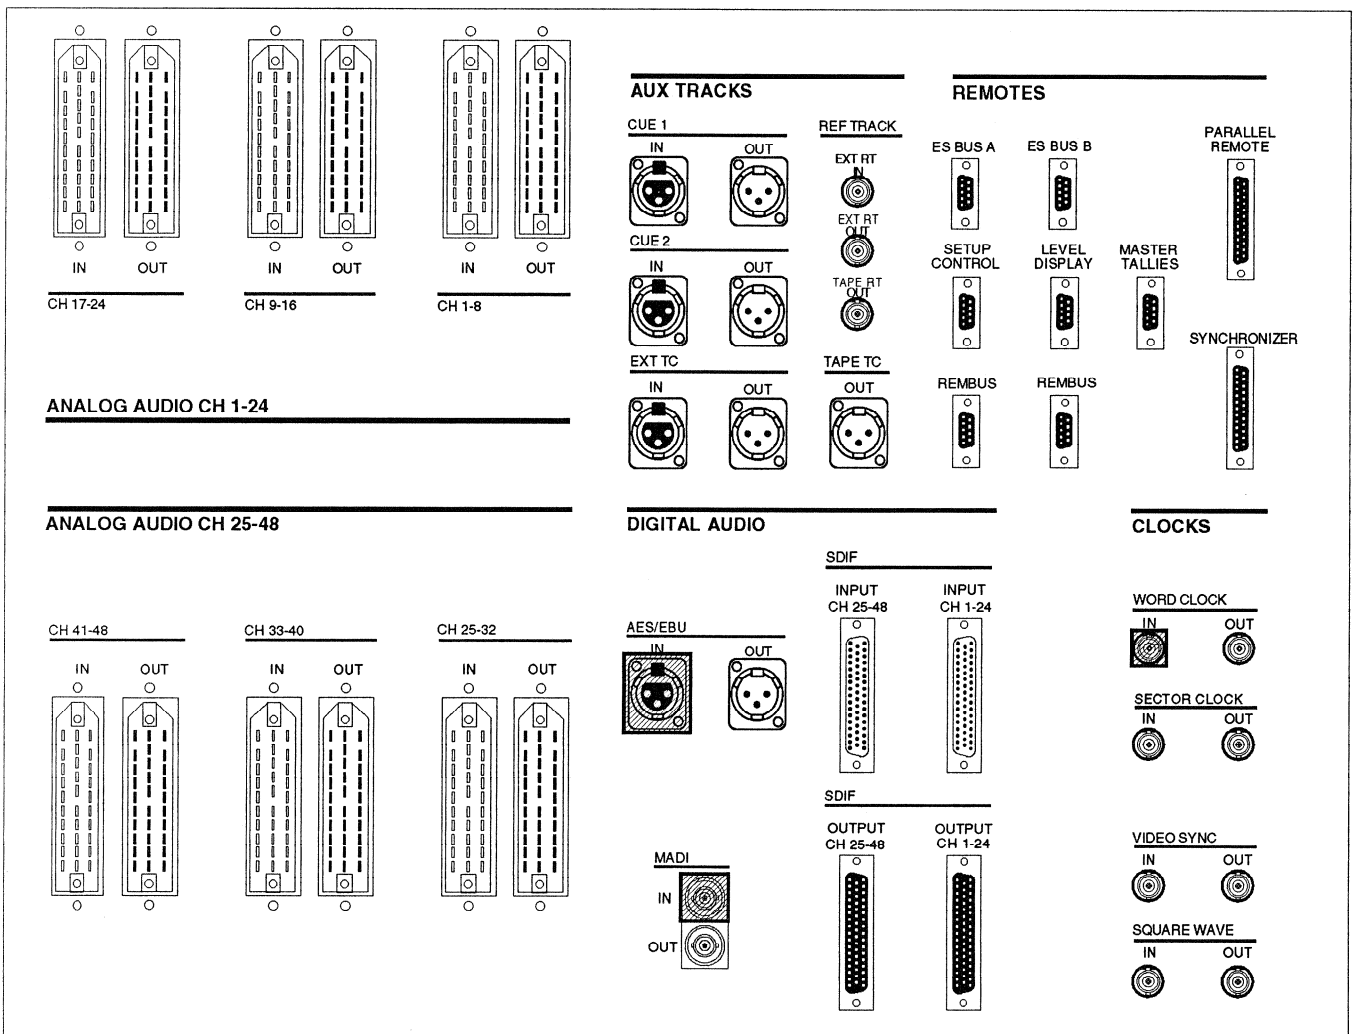 IN OUT
CH 17-24
IN OUT
CH 9-16
IN OUT
CH 1-8
ANALOG AUDIO CH 1-24
AUX TRACKS
CUE 1
IN OUT
CUE 2
IN OUT
EXT TC
IN OUT
REF TRACK
EXT RT
IN
EXT RT
OUT
TAPE RT
OUT
TAPE TC
OUT
REMOTES
ES BUS A
ES BUS B
PARALLEL
REMOTE
SETUP
CONTROL
LEVEL
DISPLAY
MASTER
TALLIES
SYNCHRONIZER
REMBUS
REMBUS
ANALOG AUDIO CH 25-48
CH 41-48
IN OUT
CH 33-40
IN OUT
CH 25-32
IN OUT
DIGITAL AUDIO
AES/EBU
IN OUT
MADI
IN
OUT
SDIF
INPUT
CH 25-48
INPUT
CH 1-24
SDIF
OUTPUT
CH 25-48
OUTPUT
CH 1-24
CLOCKS
WORD CLOCK
IN OUT
SECTOR CLOCK
IN OUT
VIDEO SYNC
IN OUT
SQUARE WAVE
IN OUT